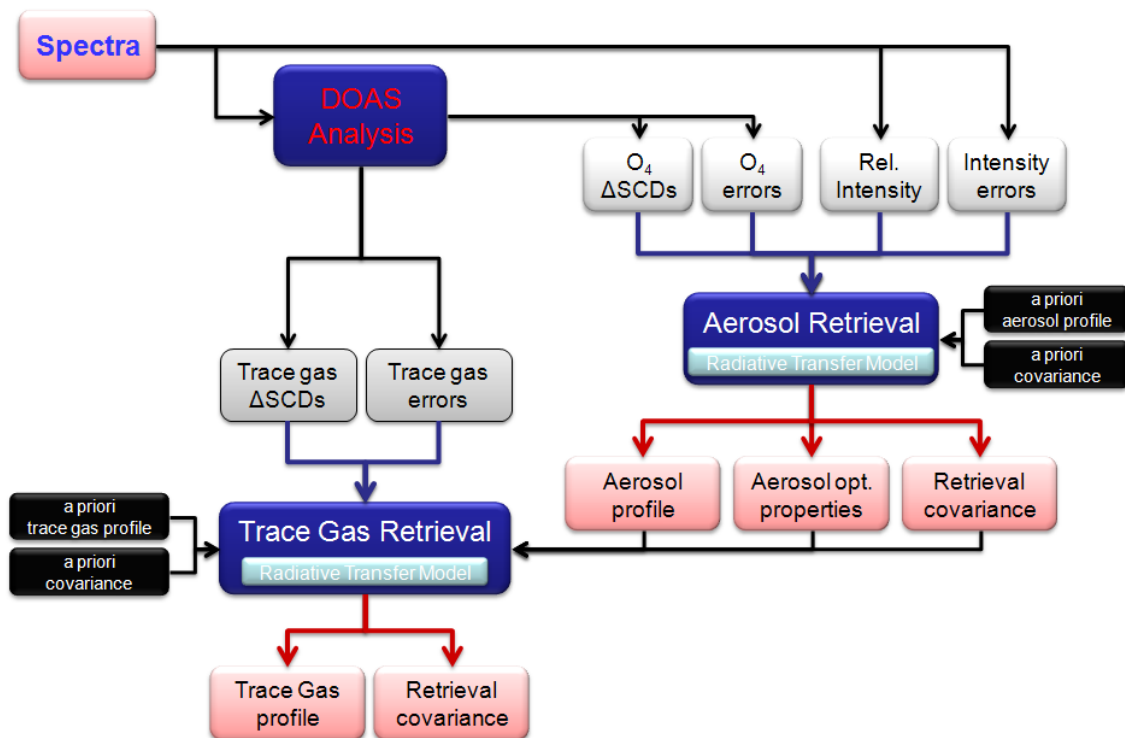 Spectra
DOAS
Analysis
O₄
ΔSCDs
O₄
errors
Rel.
Intensity
Intensity
errors
Aerosol Retrieval
Radiative Transfer Model
a priori
aerosol profile
a priori
covariance
Trace gas
ΔSCDs
Trace gas
errors
Aerosol
profile
Aerosol opt.
properties
Retrieval
covariance
a priori
trace gas profile
a priori
covariance
Trace Gas Retrieval
Radiative Transfer Model
Trace Gas
profile
Retrieval
covariance